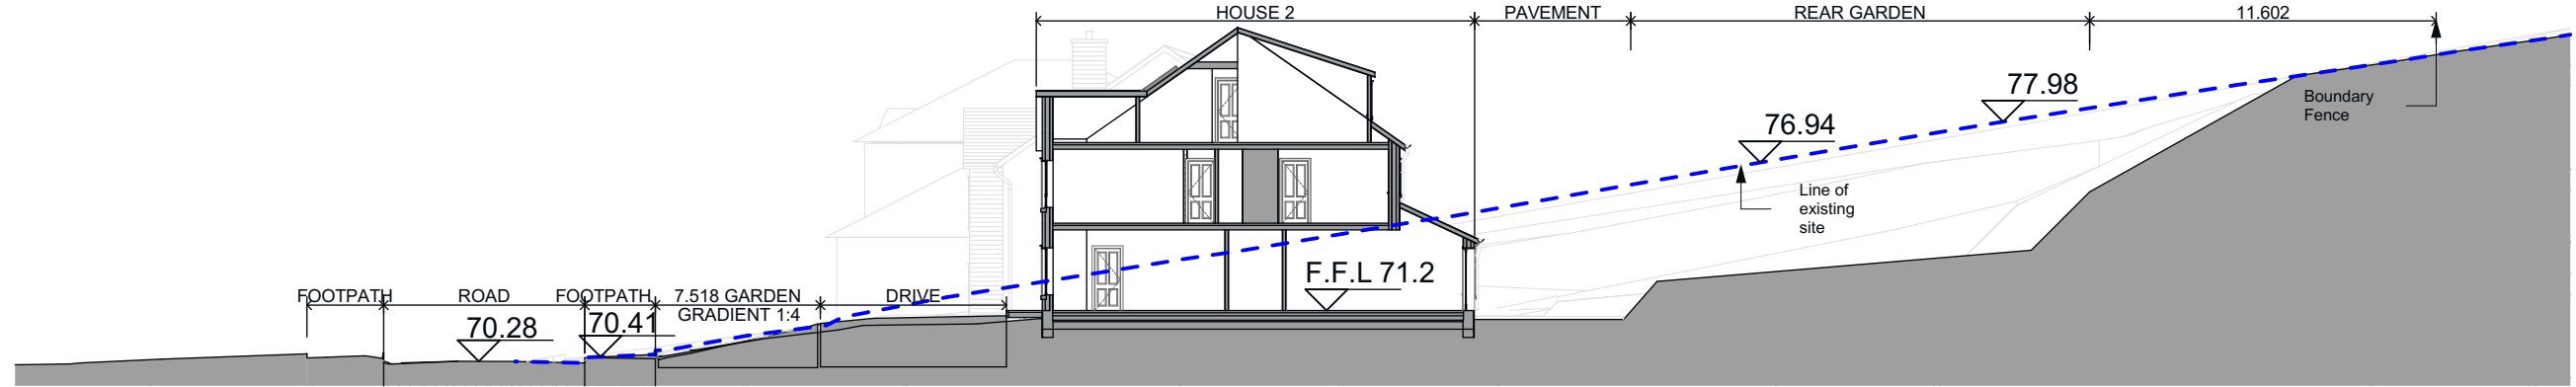 HOUSE 2
PAVEMENT
REAR GARDEN
11.602
77.98
Boundary
Fence
76.94
Line of
existing
site
F.F.L 71.2
FOOTPATH
ROAD
FOOTPATH
7.518 GARDEN
GRADIENT 1:4
DRIVE
70.28
70.41